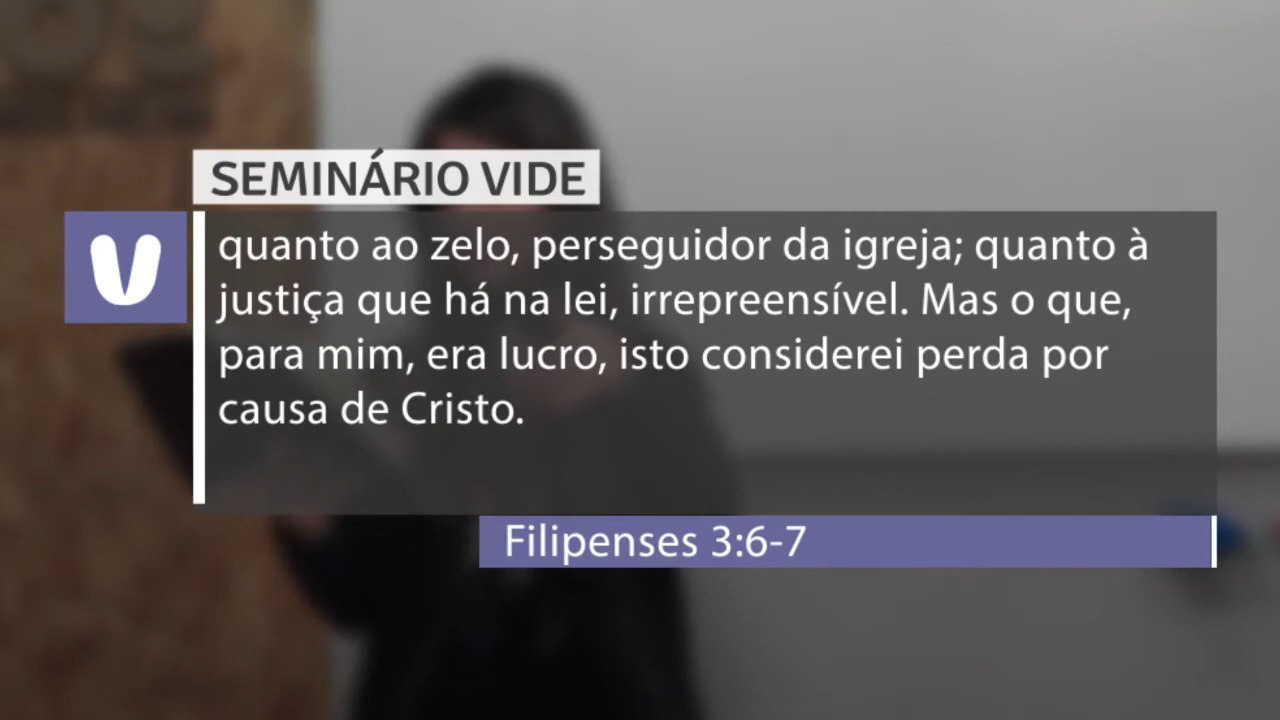 SEMINÁRIO VIDE
quanto ao zelo, perseguidor da igreja; quanto à
justiça que há na lei, irrepreensível. Mas o que,
para mim, era lucro, isto considerei perda por
causa de Cristo.
Filipenses 3:6-7